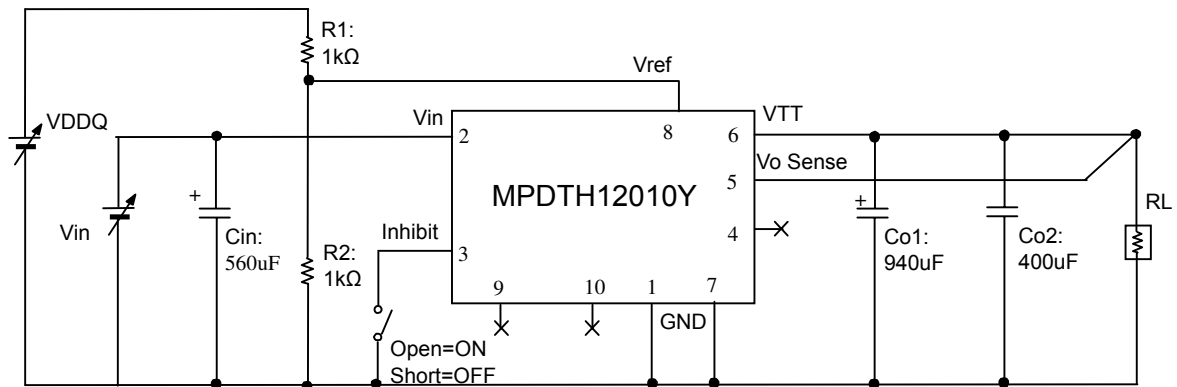 R1:
1kΩ
Vref
VDDQ
Vin
VTT
2
8
6
Vo Sense
5
MPDTH12010Y
RL
+
Vin
Cin:
560uF
R2:
1kΩ
Inhibit
3
4
+
Co1:
940uF
Co2:
400uF
9
10
1
7
GND
Open=ON
Short=OFF